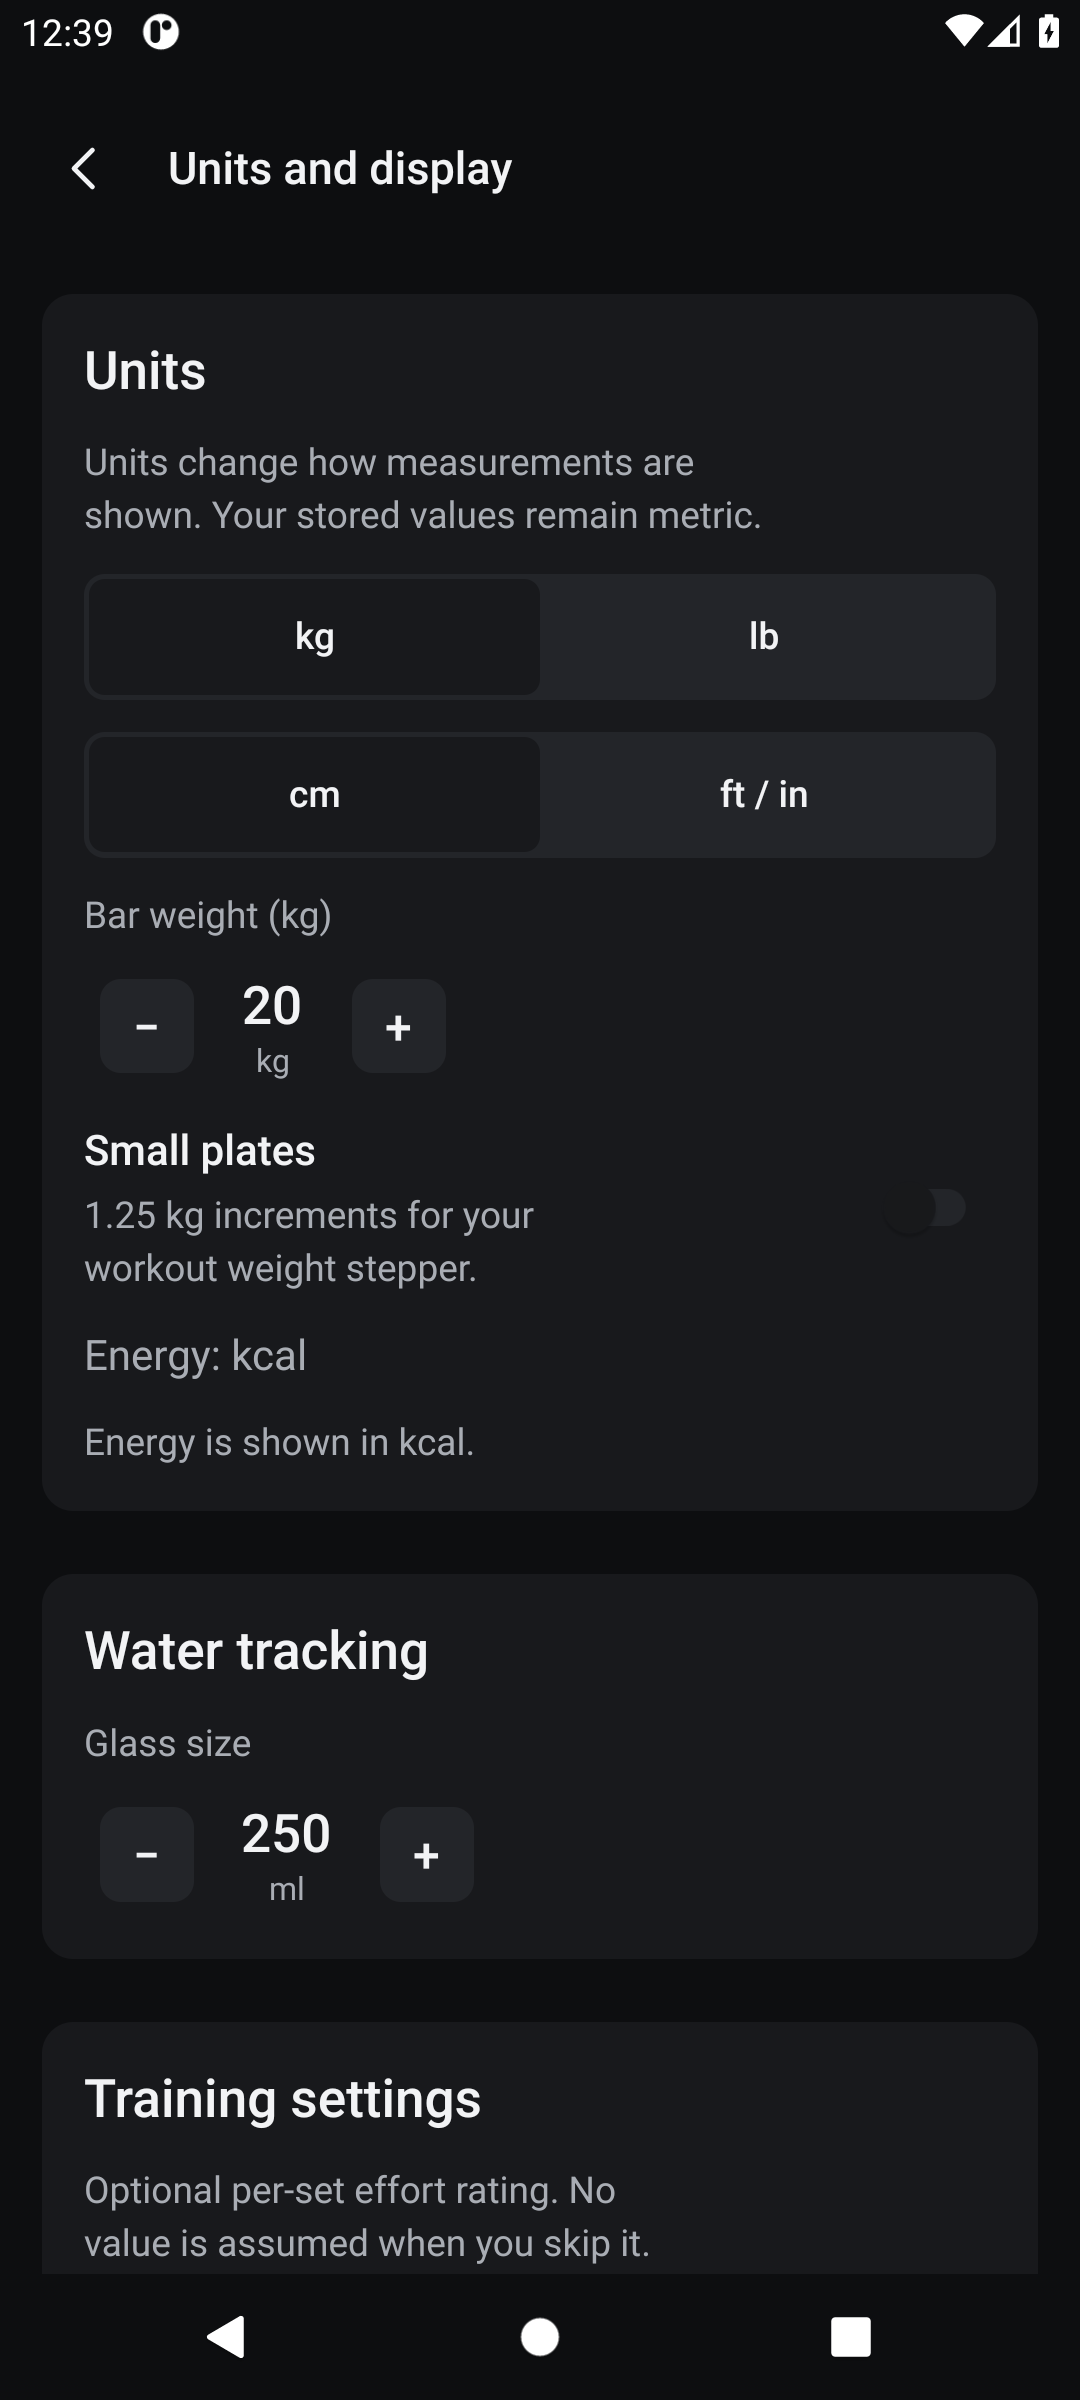 12:39
Units and display
Units
Units change how measurements are
shown. Your stored values remain metric.
kg
lb
cm
ft / in
Bar weight (kg)
− 20 +
kg
Small plates
1.25 kg increments for your
workout weight stepper.
Energy: kcal
Energy is shown in kcal.
Water tracking
Glass size
− 250 +
ml
Training settings
Optional per-set effort rating. No
value is assumed when you skip it.